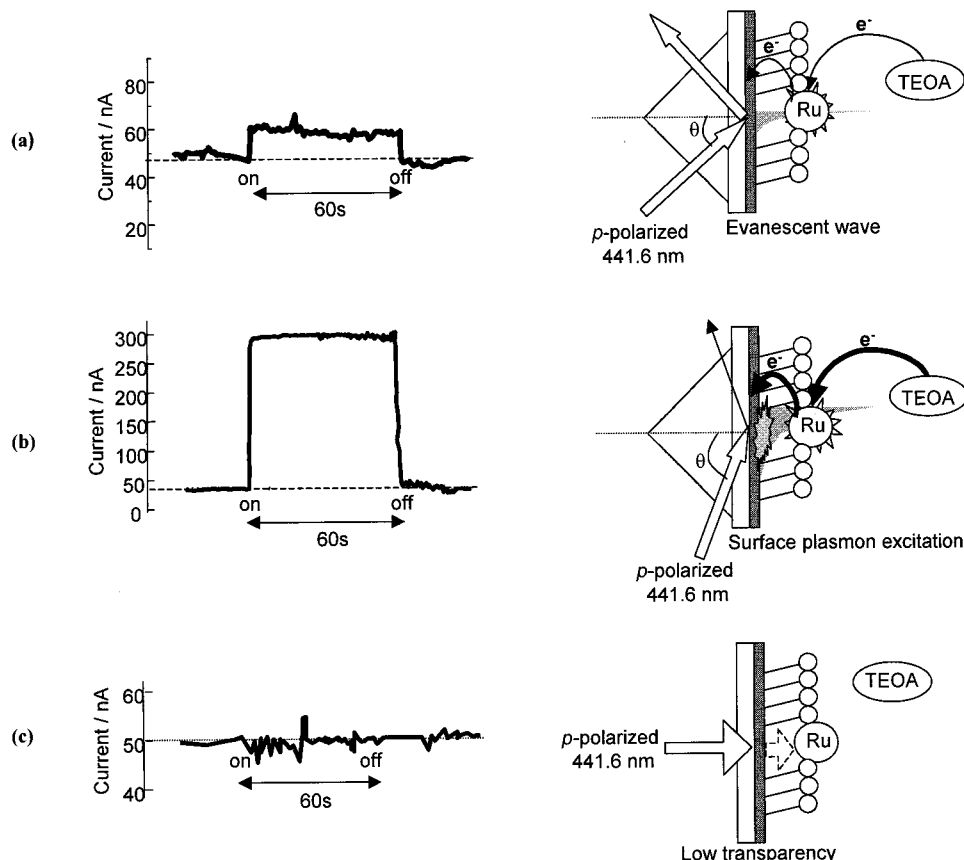 (a)
Current / nA
80
60
40
20
on
off
60s
e-
e-
TEOA
Ru
θ
p-polarized
441.6 nm
Evanescent wave
(b)
Current / nA
300
250
200
150
100
50
0
on
off
60s
e-
e-
TEOA
Ru
θ
p-polarized
441.6 nm
Surface plasmon excitation
(c)
Current / nA
60
50
40
on
off
60s
TEOA
Ru
p-polarized
441.6 nm
Low transparency